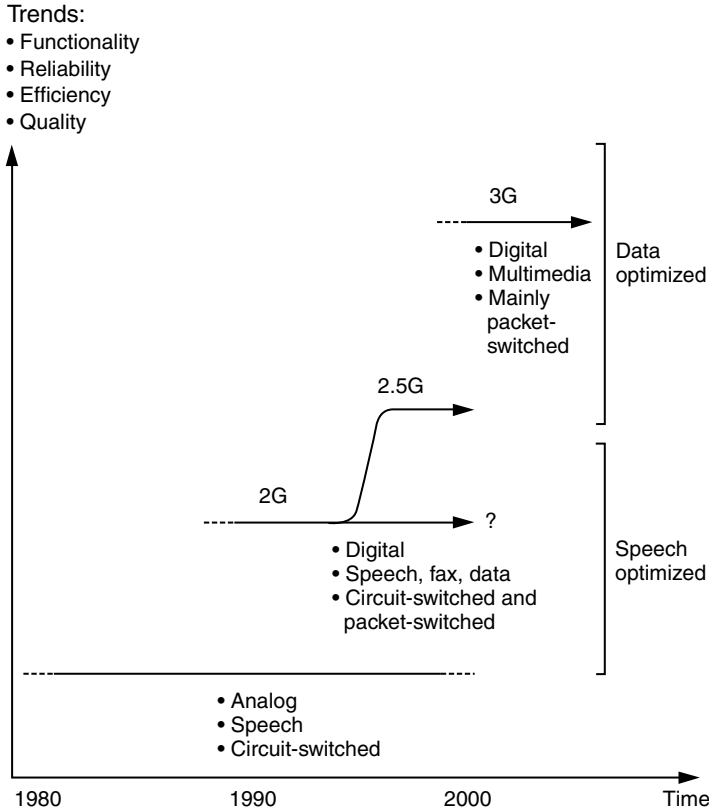 Trends:
• Functionality
• Reliability
• Efficiency
• Quality
3G
• Digital
• Multimedia
• Mainly
packet-
switched
Data
optimized
2.5G
2G
?
• Digital
• Speech, fax, data
• Circuit-switched and
packet-switched
Speech
optimized
• Analog
• Speech
• Circuit-switched
1980
1990
2000
Time